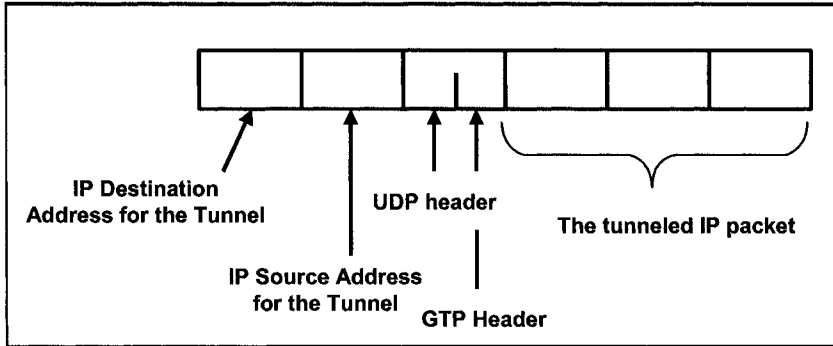 IP Destination
Address for the Tunnel
UDP header
The tunneled IP packet
IP Source Address
for the Tunnel
GTP Header